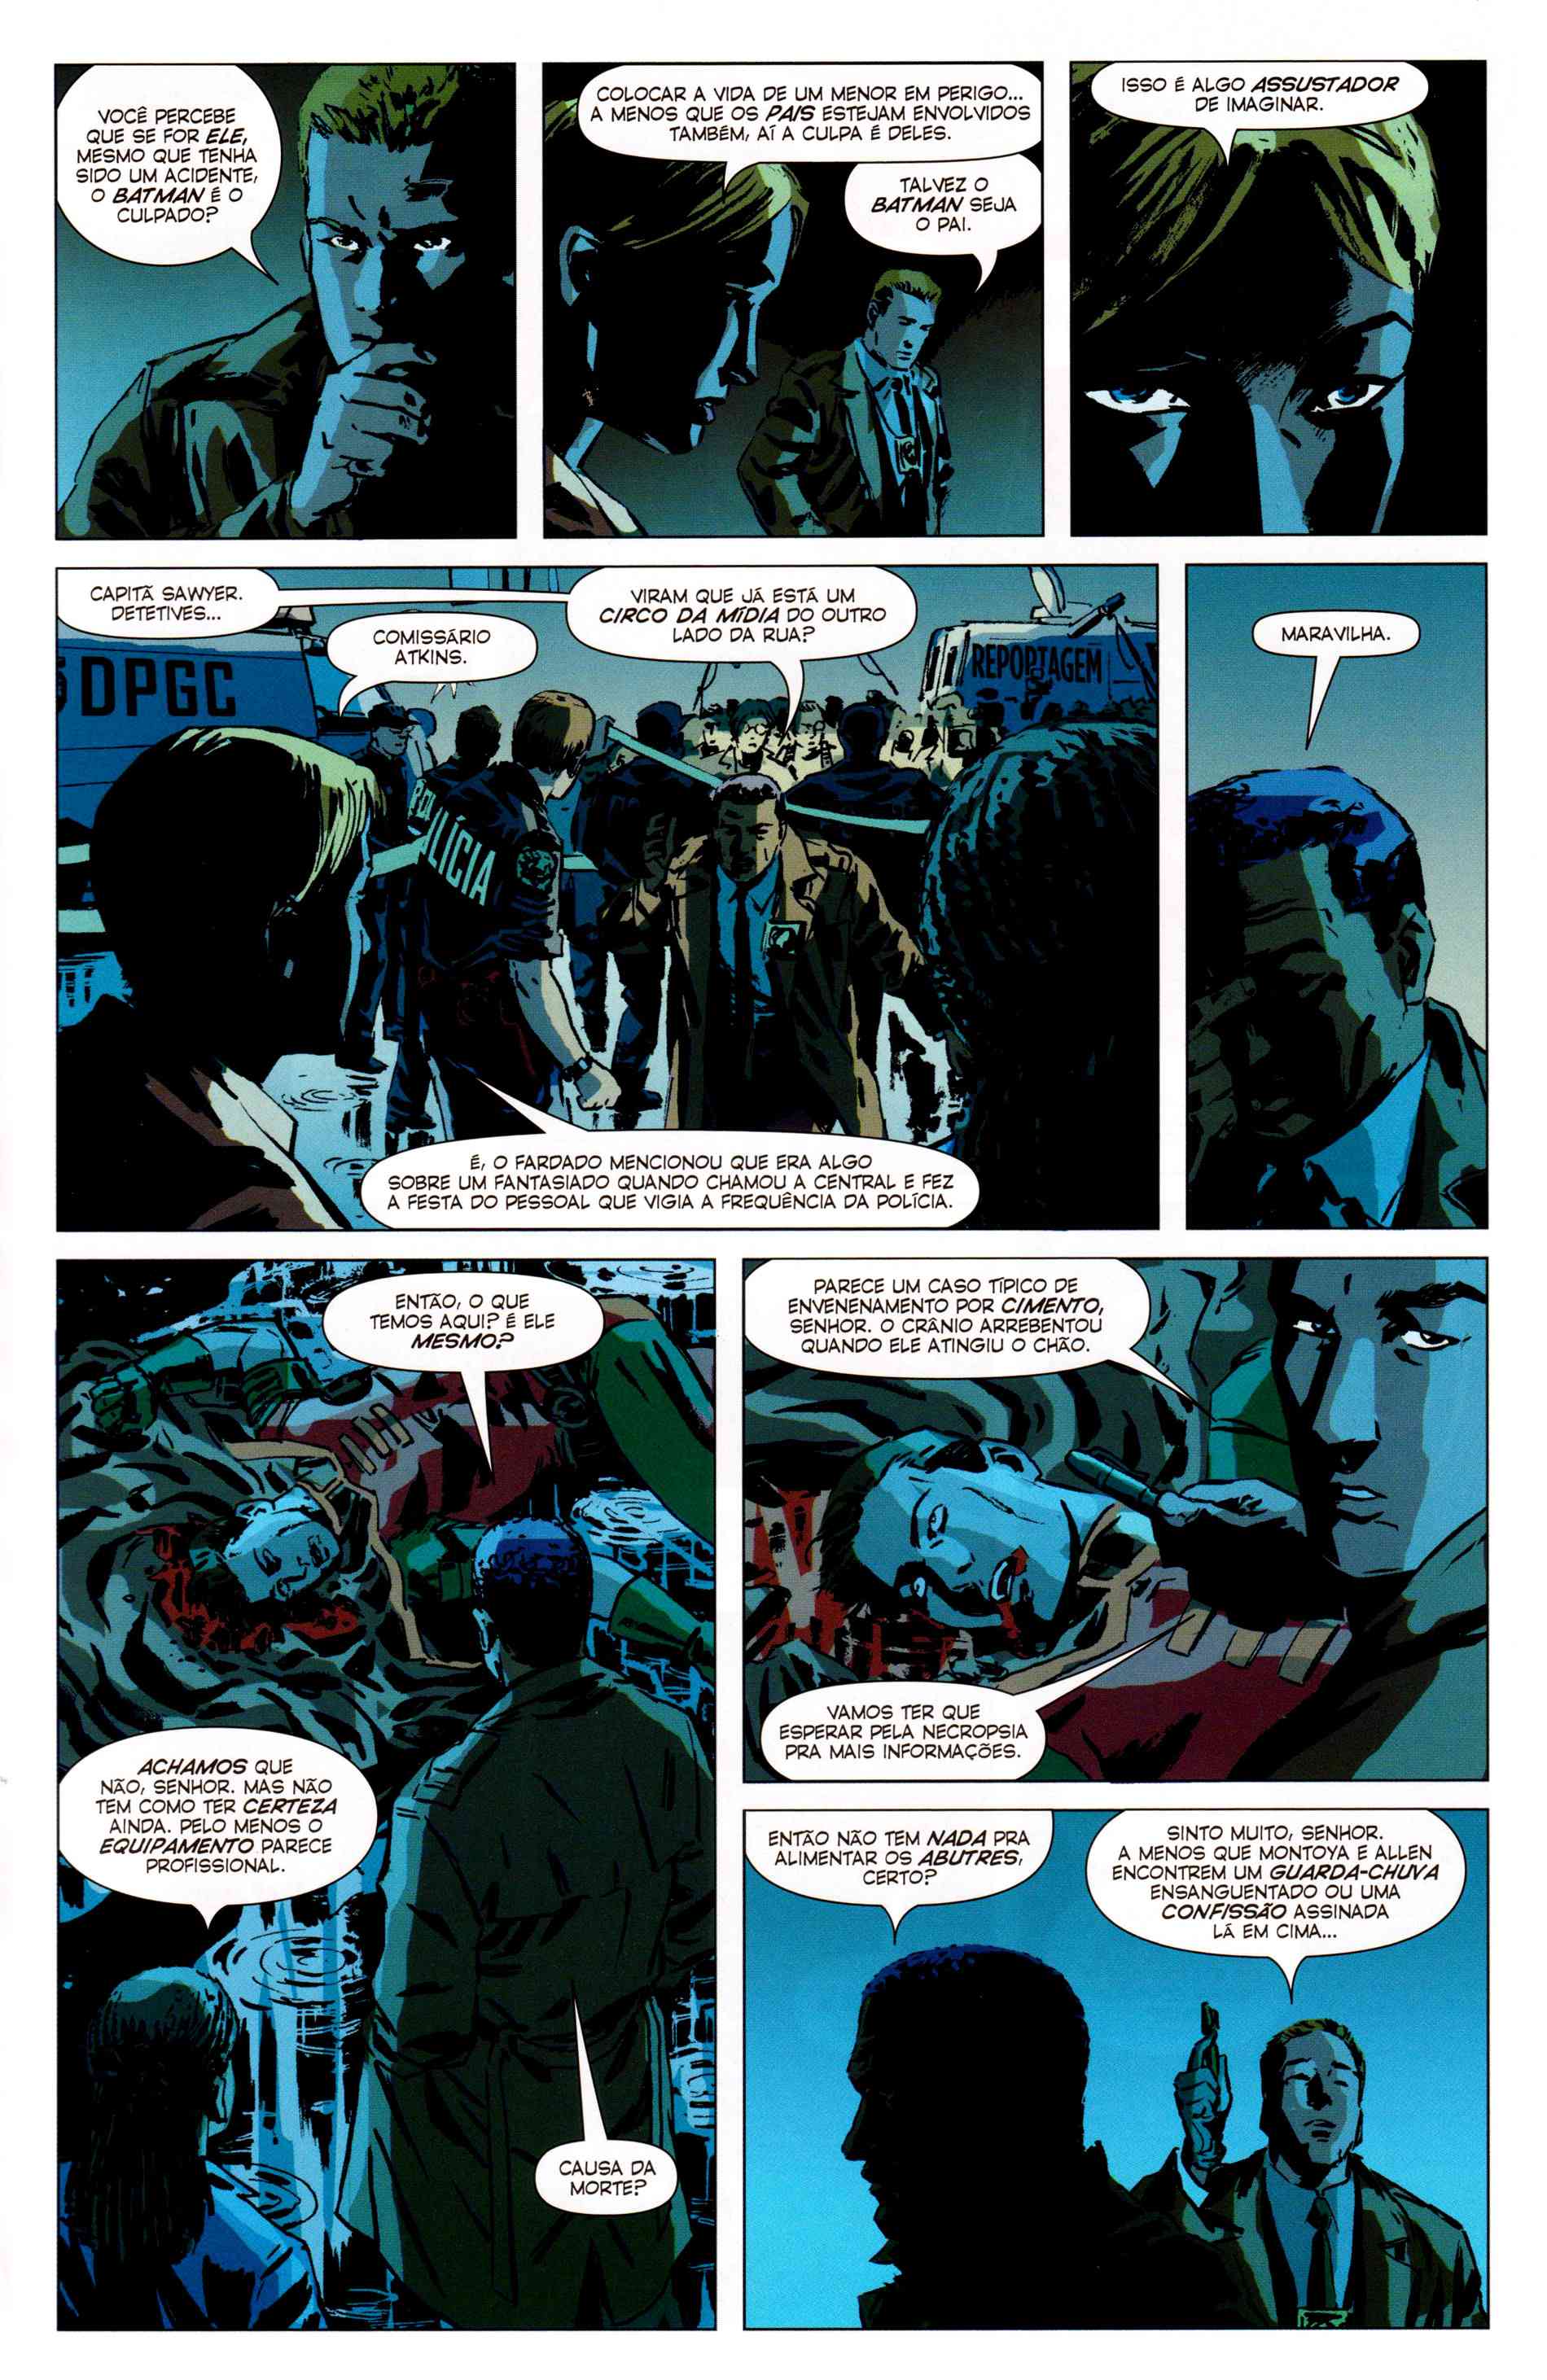 VOCÊ PERCEBE
QUE SE FOR ELE,
MESMO QUE TENHA
SIDO UM ACIDENTE,
O BATMAN É O
CULPADO?
COLOCAR A VIDA DE UM MENOR EM PERIGO...
A MENOS QUE OS PAIS ESTEJAM ENVOLVIDOS
TAMBÉM, AÍ A CULPA É DELES.
TALVEZ O
BATMAN SEJA
O PAI.
ISSO É ALGO ASSUSTADOR
DE IMAGINAR.
CAPITÃ SAWYER.
DETETIVES...
COMISSÁRIO
ATKINS.
VIRAM QUE JÁ ESTÁ UM
CIRCO DA MÍDIA DO OUTRO
LADO DA RUA?
DPGC
REPORTAGEM
POLÍCIA
É, O FARDADO MENCIONOU QUE ERA ALGO
SOBRE UM FANTASIADO QUANDO CHAMOU A CENTRAL E FEZ
A FESTA DO PESSOAL QUE VIGIA A FREQUÊNCIA DA POLÍCIA.
MARAVILHA.
ENTÃO, O QUE
TEMOS AQUI? É ELE
MESMO?
ACHAMOS QUE
NÃO, SENHOR. MAS NÃO
TEM COMO TER CERTEZA
AINDA. PELO MENOS O
EQUIPAMENTO PARECE
PROFISSIONAL.
CAUSA DA
MORTE?
PARECE UM CASO TÍPICO DE
ENVENENAMENTO POR CIMENTO,
SENHOR. O CRÂNIO ARREBENTOU
QUANDO ELE ATINGIU O CHÃO.
VAMOS TER QUE
ESPERAR PELA NECROPSIA
PRA MAIS INFORMAÇÕES.
ENTÃO NÃO TEM NADA PRA
ALIMENTAR OS ABUTRES,
CERTO?
SINTO MUITO, SENHOR.
A MENOS QUE MONTOYA E ALLEN
ENCONTREM UM GUARDA-CHUVA
ENSANGUENTADO OU UMA
CONFISSÃO ASSINADA
LÁ EM CIMA...